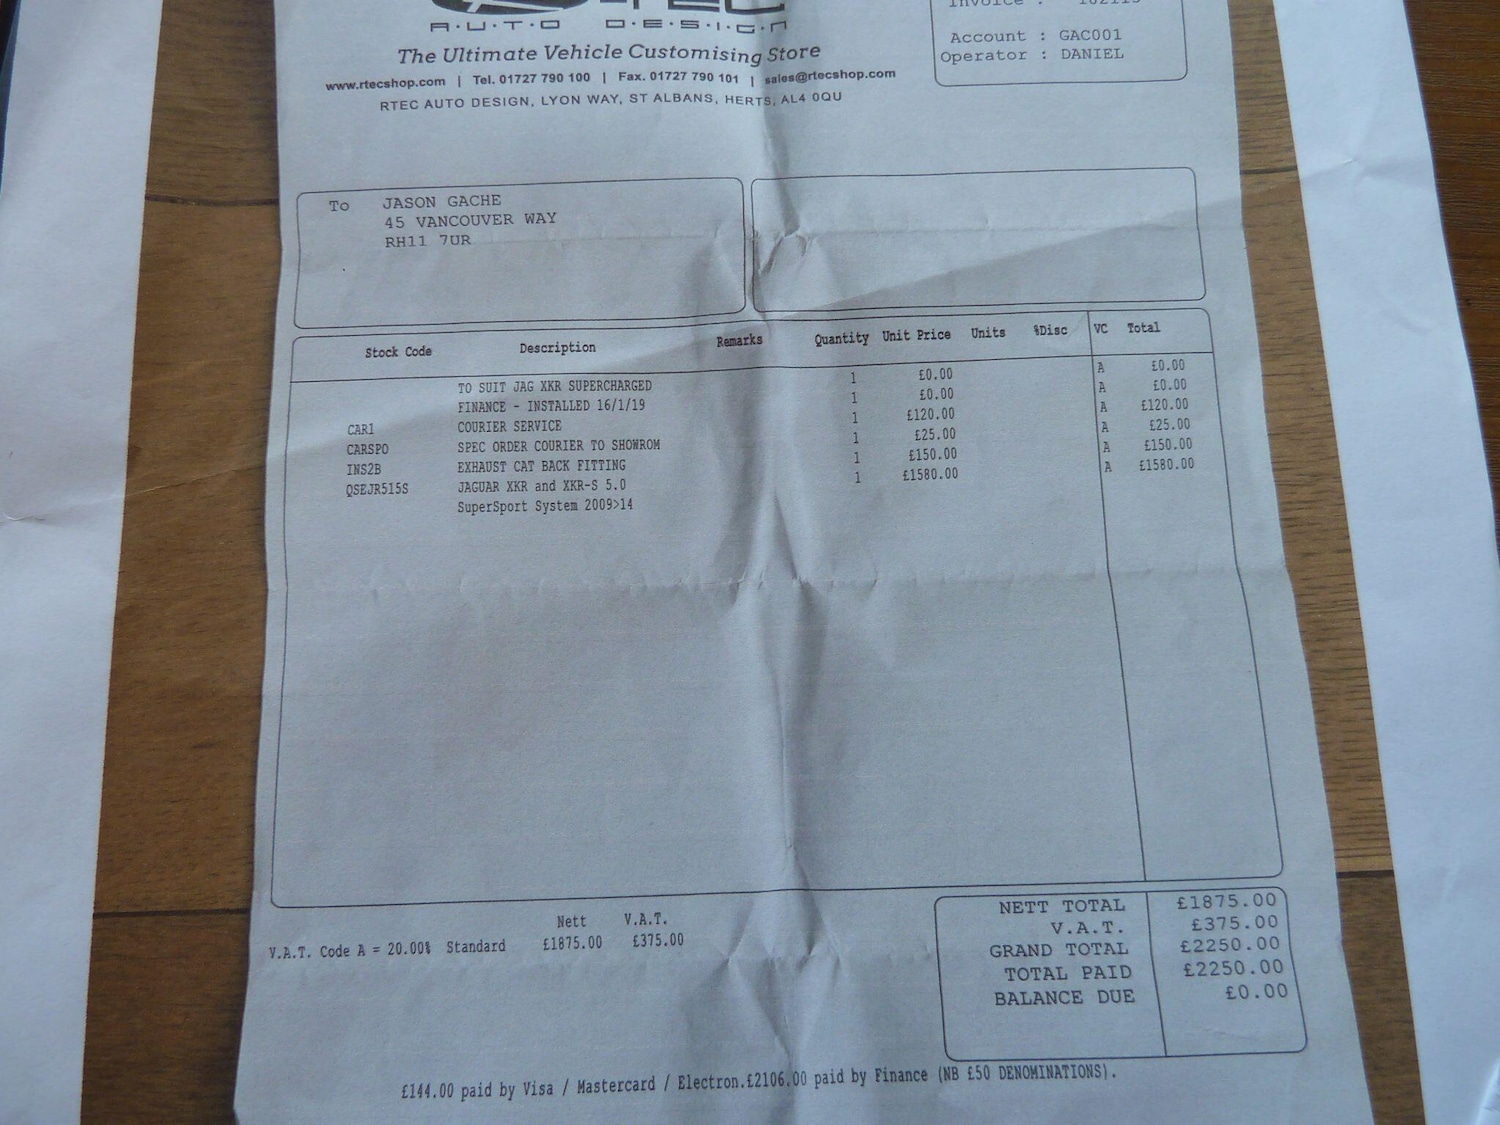 A·U·T·O D·E·S·I·G·N
The Ultimate Vehicle Customising Store
www.rtecshop.com | Tel. 01727 790 100 | Fax. 01727 790 101 | sales@rtecshop.com
RTEC AUTO DESIGN, LYON WAY, ST ALBANS, HERTS, AL4 0QU
Invoice :
Account : GAC001
Operator : DANIEL
To JASON GACHE
45 VANCOUVER WAY
RH11 7UR
Stock Code Description Remarks Quantity Unit Price Units %Disc VC Total
TO SUIT JAG XKR SUPERCHARGED 1 £0.00 A £0.00
FINANCE - INSTALLED 16/1/19 1 £0.00 A £0.00
CAR1 COURIER SERVICE 1 £120.00 A £120.00
CARSPO SPEC ORDER COURIER TO SHOWROM 1 £25.00 A £25.00
INS2B EXHAUST CAT BACK FITTING 1 £150.00 A £150.00
QSEJR515S JAGUAR XKR and XKR-S 5.0 1 £1580.00 A £1580.00
SuperSport System 2009>14
Nett V.A.T.
V.A.T. Code A = 20.00% Standard £1875.00 £375.00
NETT TOTAL £1875.00
V.A.T. £375.00
GRAND TOTAL £2250.00
TOTAL PAID £2250.00
BALANCE DUE £0.00
£144.00 paid by Visa / Mastercard / Electron.£2106.00 paid by Finance (NB £50 DENOMINATIONS).